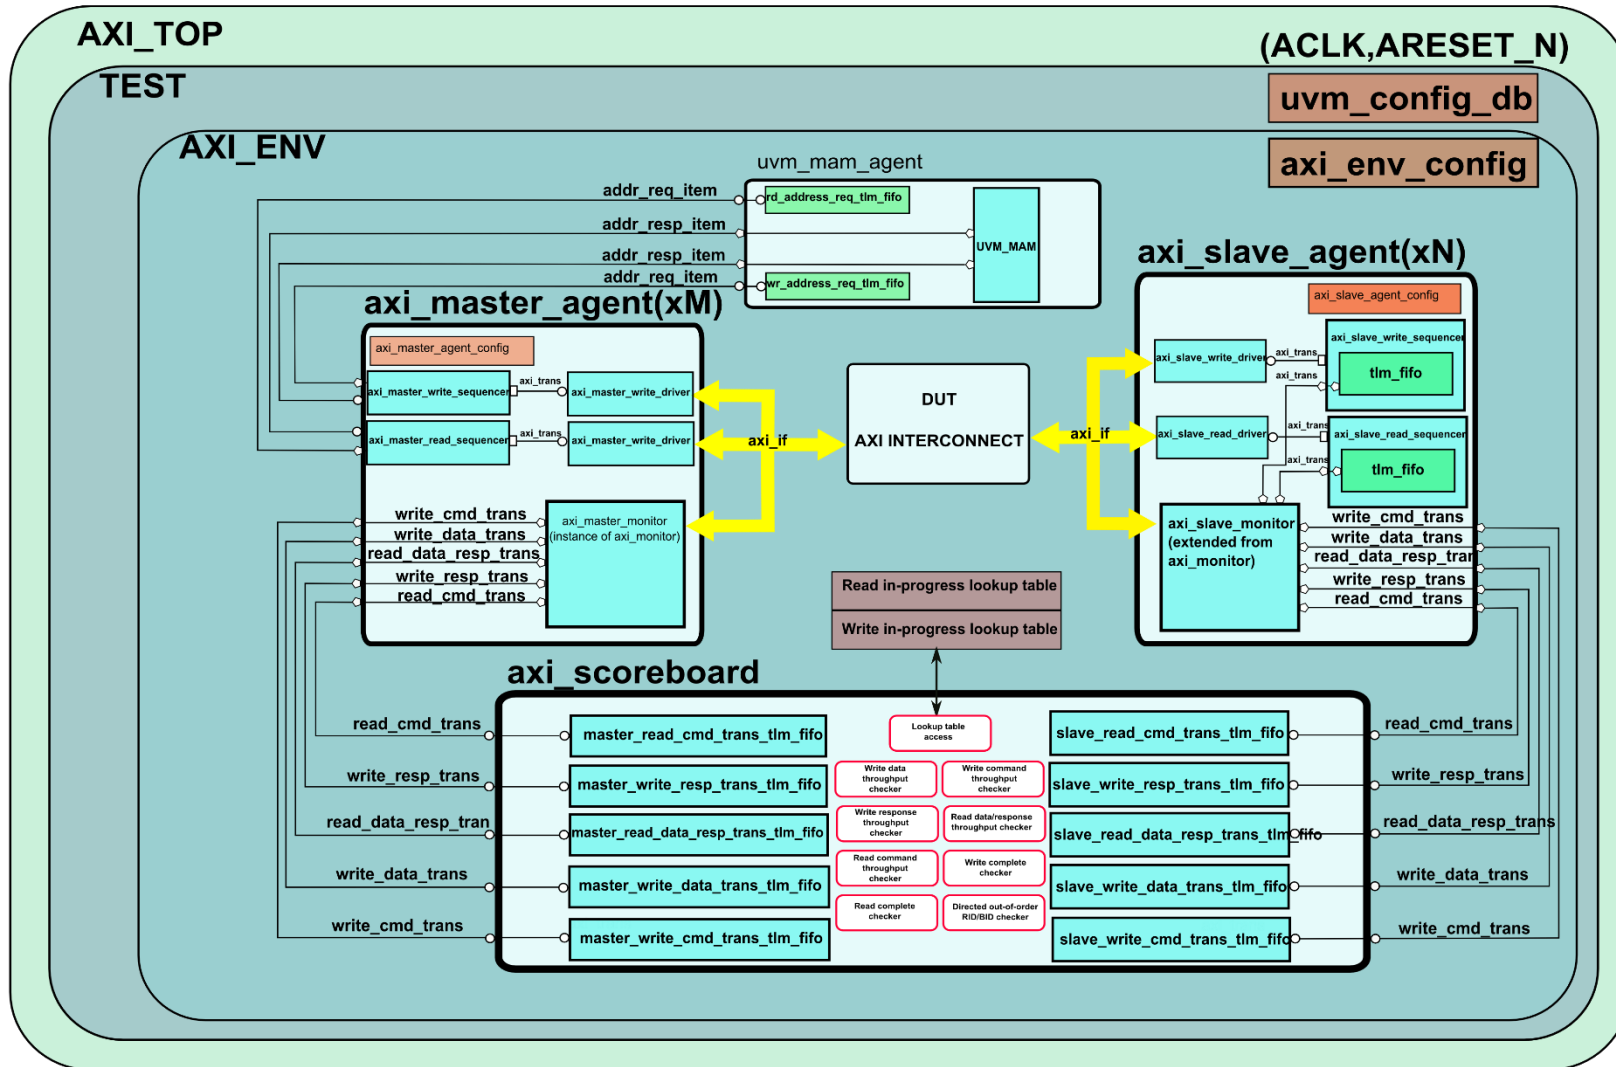 AXI_TOP
(ACLK,ARESET_N)
TEST
uvm_config_db
AXI_ENV
axi_env_config
uvm_mam_agent
addr_req_item
rd_address_req_tlm_fifo
addr_resp_item
UVM_MAM
addr_resp_item
addr_req_item
wr_address_req_tlm_fifo
axi_master_agent(xM)
axi_master_agent_config
axi_master_write_sequencer
axi_trans
axi_master_write_driver
axi_master_read_sequencer
axi_trans
axi_master_write_driver
axi_if
DUT
AXI INTERCONNECT
axi_if
axi_slave_agent(xN)
axi_slave_agent_config
axi_slave_write_driver
axi_trans
axi_slave_write_sequencer
tlm_fifo
axi_trans
axi_slave_read_driver
axi_trans
axi_slave_read_sequencer
tlm_fifo
axi_trans
write_cmd_trans
write_data_trans
read_data_resp_trans
write_resp_trans
read_cmd_trans
axi_master_monitor
(instance of axi_monitor)
axi_slave_monitor
(extended from
axi_monitor)
write_cmd_trans
write_data_trans
read_data_resp_tran
write_resp_trans
read_cmd_trans
Read in-progress lookup table
Write in-progress lookup table
axi_scoreboard
read_cmd_trans
write_resp_trans
read_data_resp_tran
write_data_trans
write_cmd_trans
master_read_cmd_trans_tlm_fifo
master_write_resp_trans_tlm_fifo
master_read_data_resp_trans_tlm_fifo
master_write_data_trans_tlm_fifo
master_write_cmd_trans_tlm_fifo
Lookup table
access
Write data
throughput
checker
Write command
throughput
checker
Write response
throughput
checker
Read data/response
throughput checker
Read command
throughput
checker
Write complete
checker
Read complete
checker
Directed out-of-order
RID/BID checker
slave_read_cmd_trans_tlm_fifo
slave_write_resp_trans_tlm_fifo
slave_read_data_resp_trans_tlm_fifo
slave_write_data_trans_tlm_fifo
slave_write_cmd_trans_tlm_fifo
read_cmd_trans
write_resp_trans
read_data_resp_trans
write_data_trans
write_cmd_trans